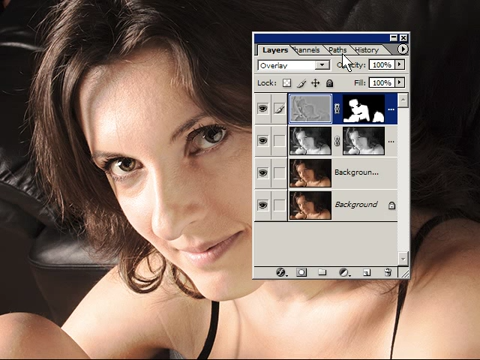 Layers Channels Paths History
Overlay Opacity: 100%
Lock: Fill: 100%
...
...
Backgroun...
Background